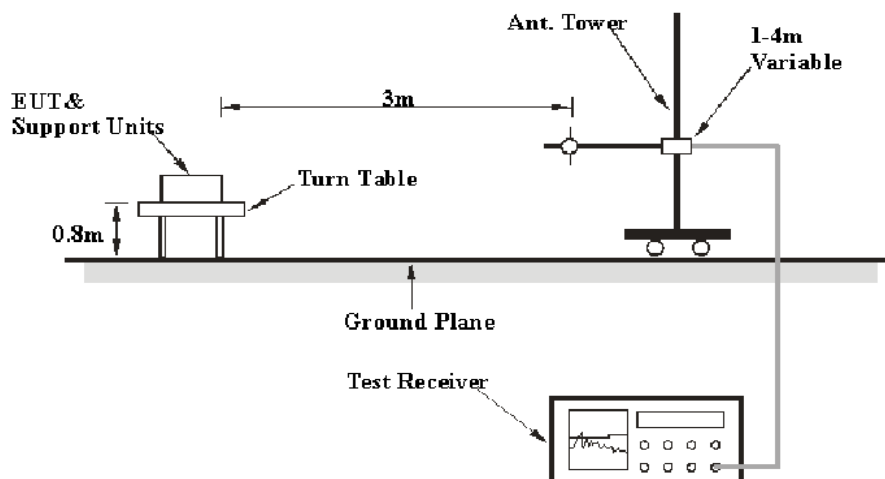 Ant. Tower
1-4m
Variable
3m
EUT &
Support Units
Turn Table
0.8m
Ground Plane
Test Receiver